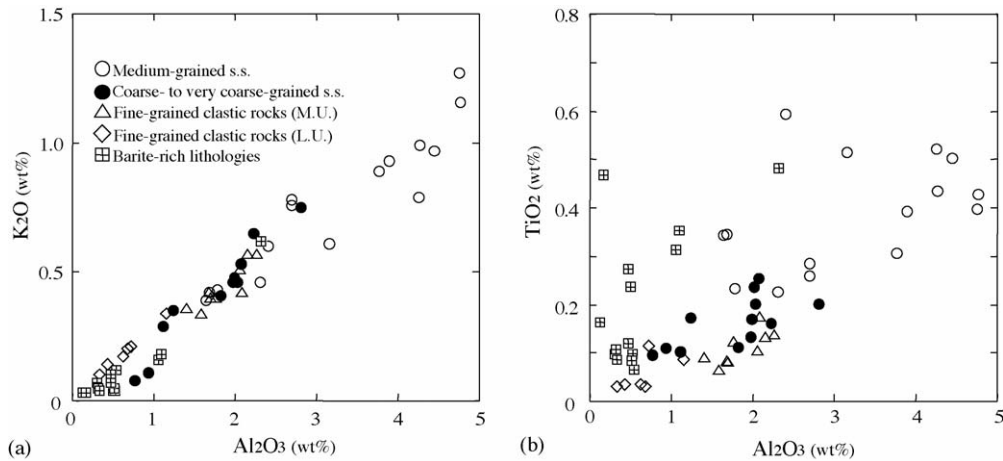 1.5
1.0
0.5
0
K2O (wt%)
Medium-grained s.s.
Coarse- to very coarse-grained s.s.
Fine-grained clastic rocks (M.U.)
Fine-grained clastic rocks (L.U.)
Barite-rich lithologies
0 1 2 3 4 5
(a) Al2O3 (wt%)
0.8
0.6
0.4
0.2
0
TiO2 (wt%)
0 1 2 3 4 5
(b) Al2O3 (wt%)